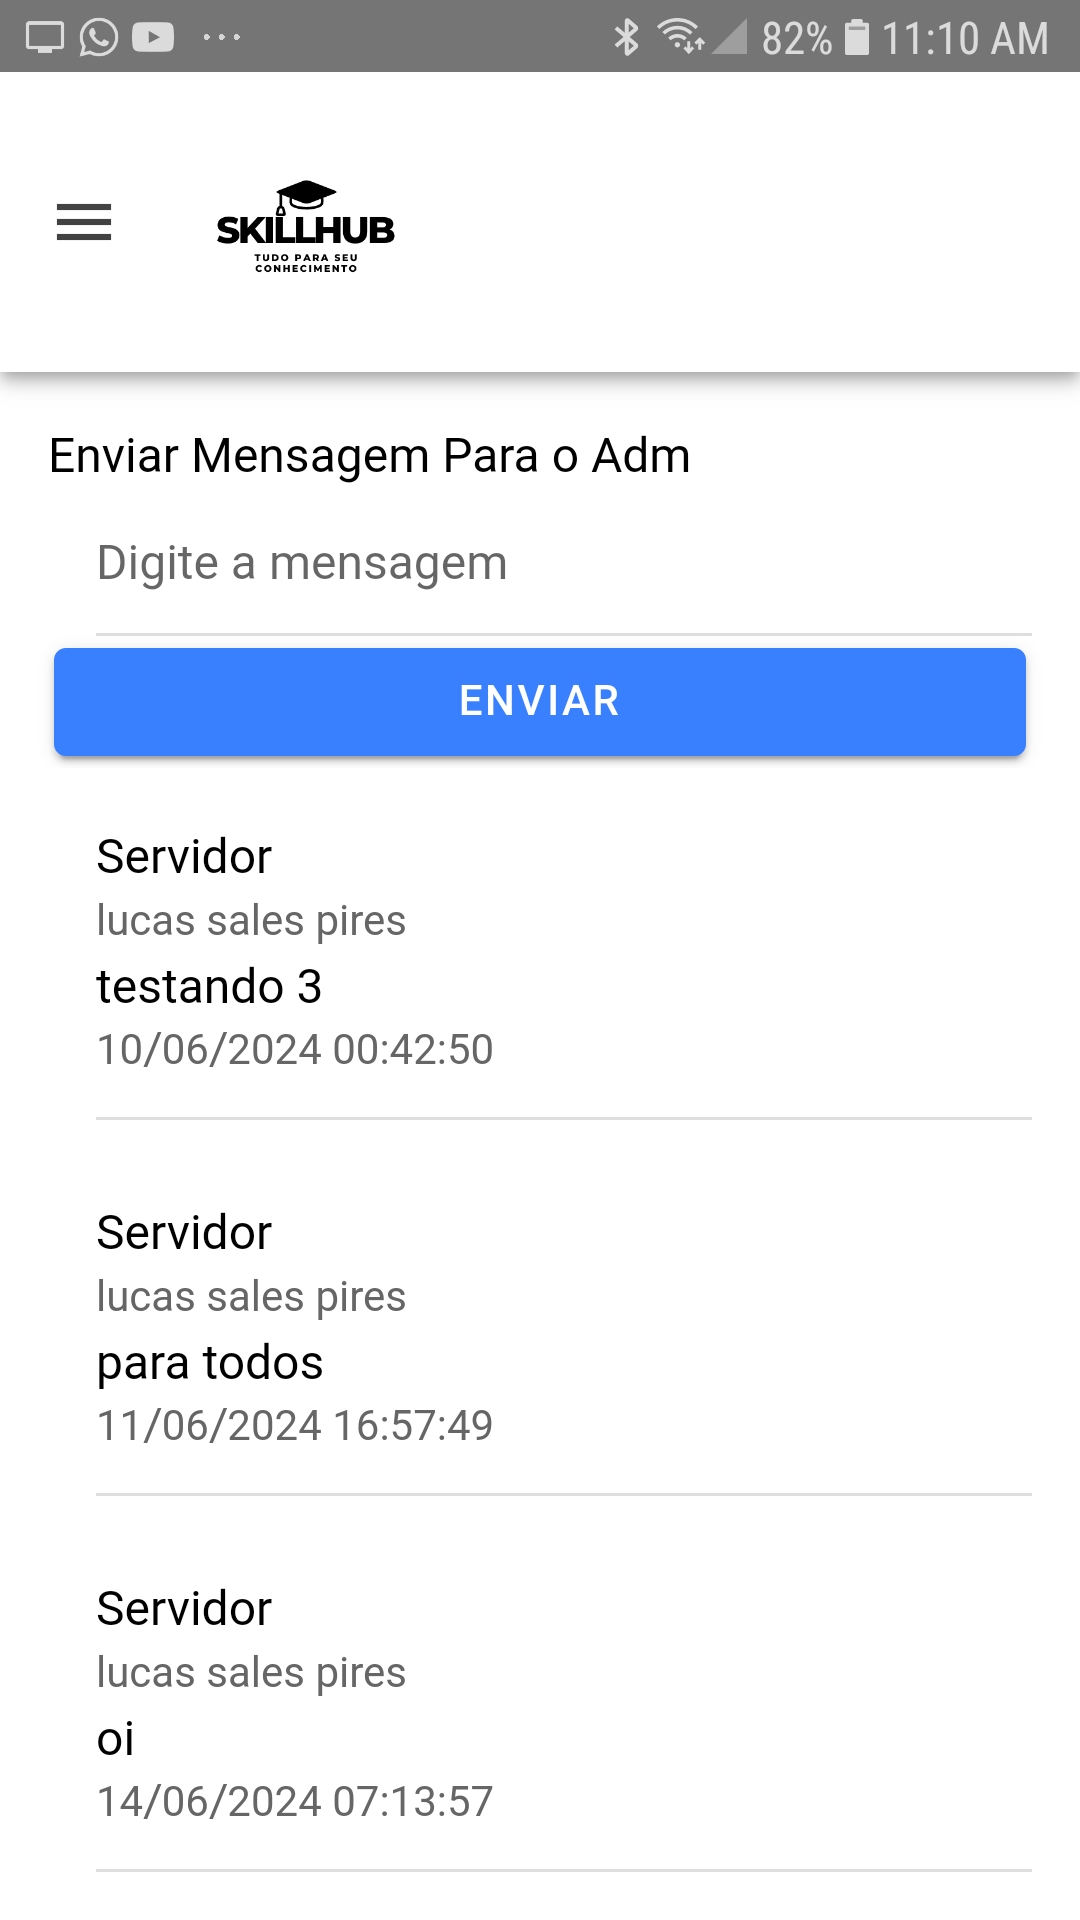 82% 11:10 AM
SKILLHUB
TUDO PARA SEU
CONHECIMENTO
Enviar Mensagem Para o Adm
Digite a mensagem
ENVIAR
Servidor
lucas sales pires
testando 3
10/06/2024 00:42:50
Servidor
lucas sales pires
para todos
11/06/2024 16:57:49
Servidor
lucas sales pires
oi
14/06/2024 07:13:57